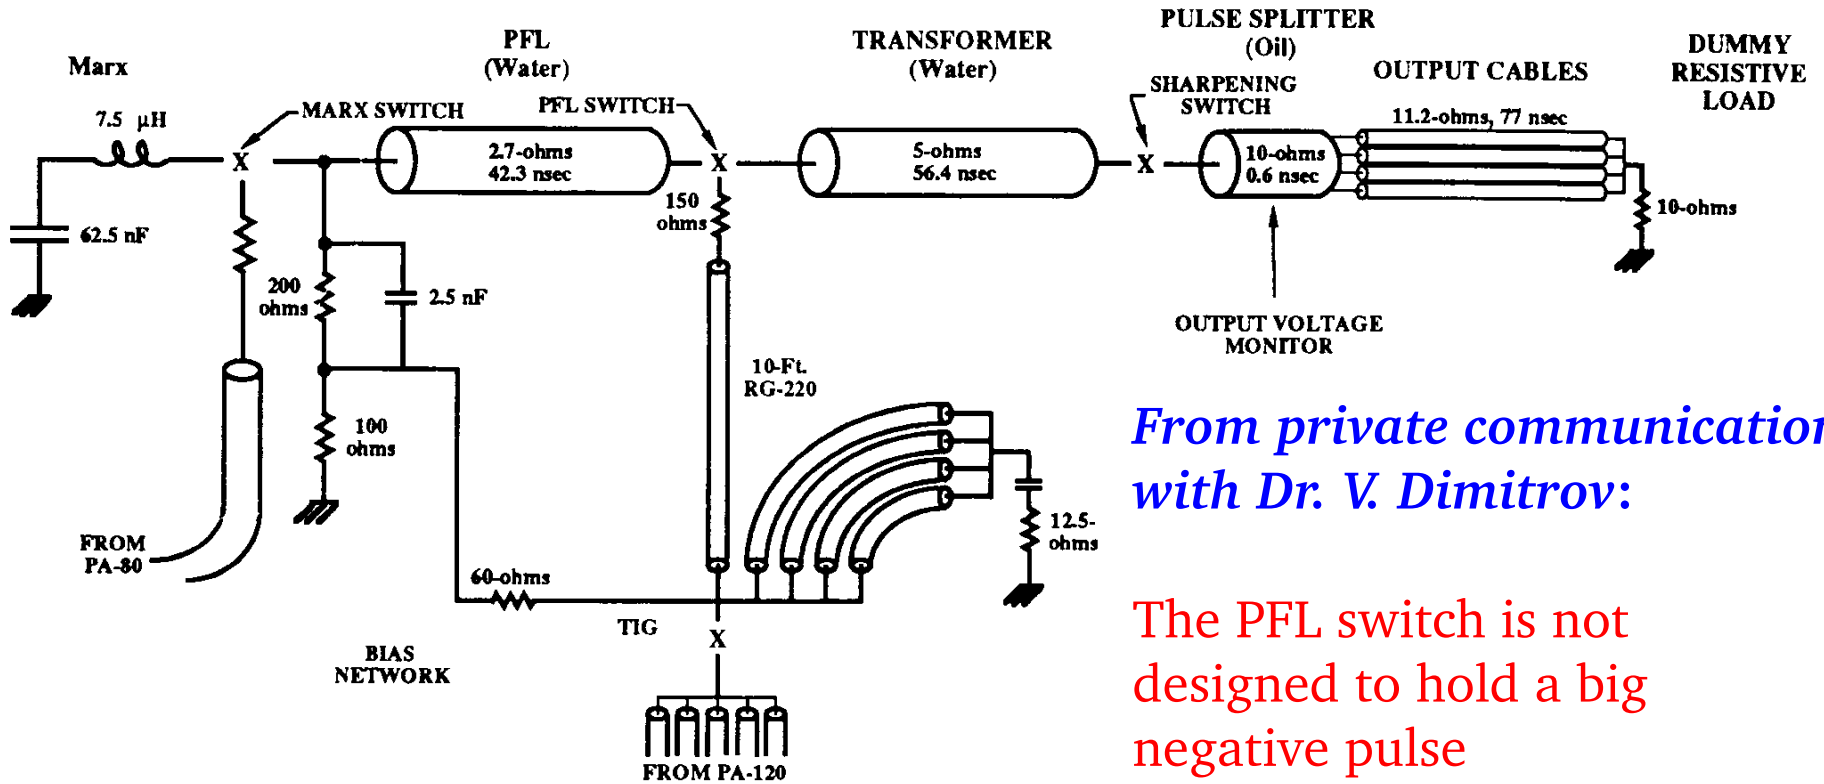 Marx
PFL
(Water)
TRANSFORMER
(Water)
PULSE SPLITTER
(Oil)
SHARPENING
SWITCH
OUTPUT CABLES
DUMMY
RESISTIVE
LOAD
7.5 μH
MARX SWITCH
PFL SWITCH
11.2-ohms, 77 nsec
X
2.7-ohms
42.3 nsec
X
5-ohms
56.4 nsec
X
10-ohms
0.6 nsec
62.5 nF
150
ohms
10-ohms
200
ohms
2.5 nF
OUTPUT VOLTAGE
MONITOR
10-Ft.
RG-220
100
ohms
12.5-
ohms
FROM
PA-80
60-ohms
TIG
X
BIAS
NETWORK
FROM PA-120
From private communication
with Dr. V. Dimitrov:
The PFL switch is not
designed to hold a big
negative pulse